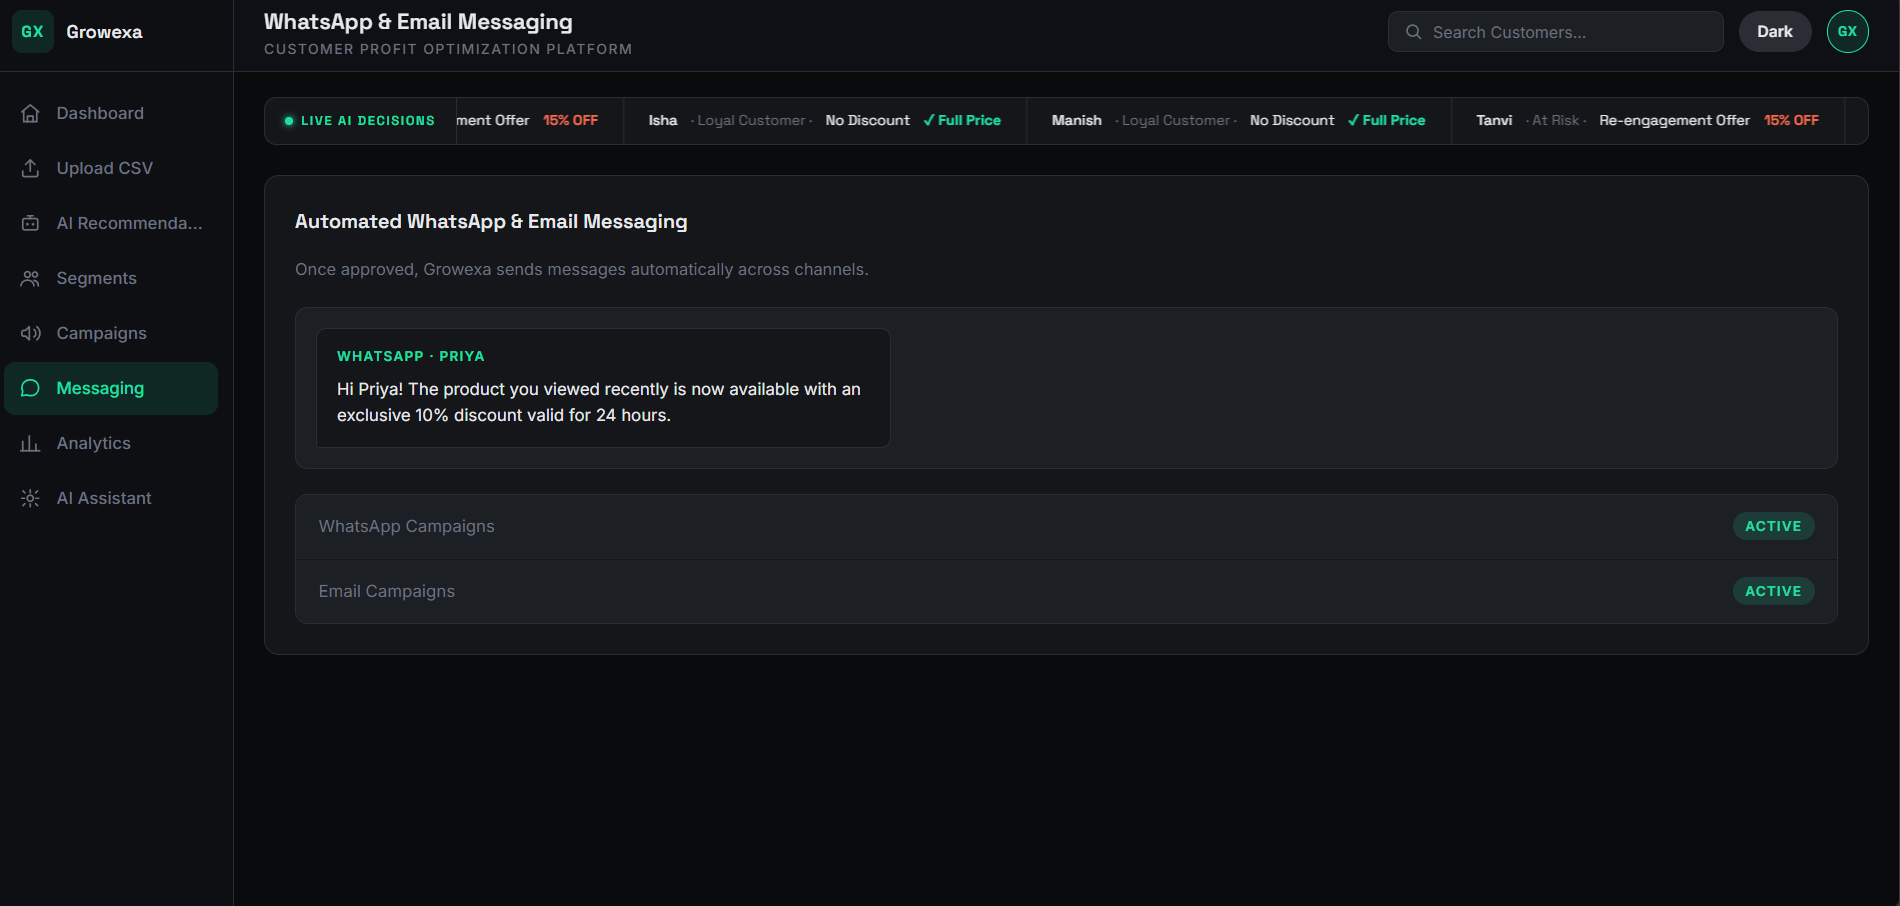 GX
Growexa
WhatsApp & Email Messaging
CUSTOMER PROFIT OPTIMIZATION PLATFORM
Search Customers...
Dark
GX
Dashboard
Upload CSV
AI Recommenda...
Segments
Campaigns
Messaging
Analytics
AI Assistant
LIVE AI DECISIONS
ment Offer 15% OFF
Isha · Loyal Customer · No Discount ✓ Full Price
Manish · Loyal Customer · No Discount ✓ Full Price
Tanvi · At Risk · Re-engagement Offer 15% OFF
Automated WhatsApp & Email Messaging
Once approved, Growexa sends messages automatically across channels.
WHATSAPP · PRIYA
Hi Priya! The product you viewed recently is now available with an
exclusive 10% discount valid for 24 hours.
WhatsApp Campaigns ACTIVE
Email Campaigns ACTIVE